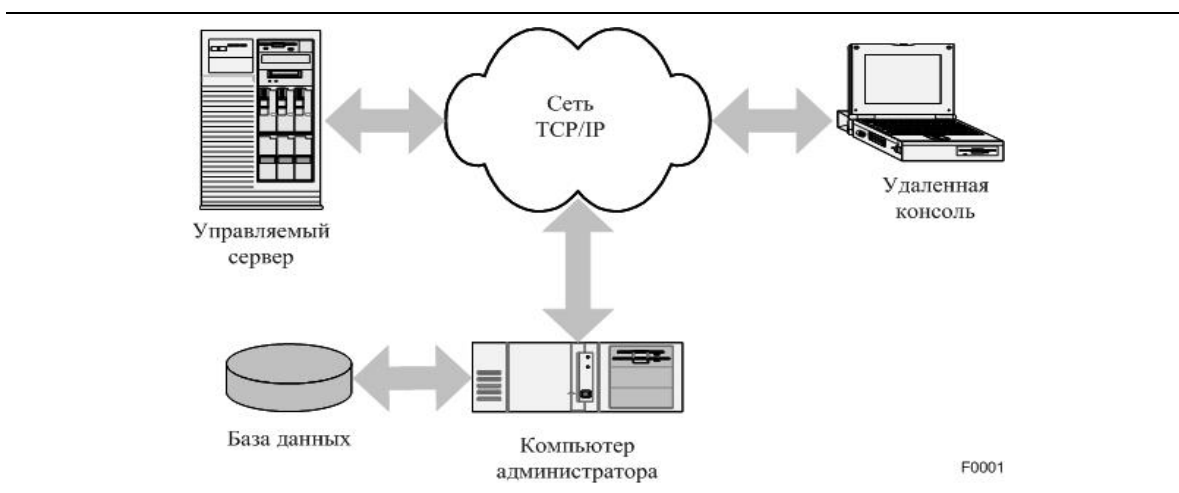 Сеть
TCP/IP
Удаленная
консоль
Управляемый
сервер
База данных
Компьютер
администратора
F0001